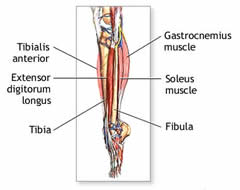 Tibialis
anterior
Extensor
digitorum
longus
Tibia
Gastrocnemius
muscle
Soleus
muscle
Fibula